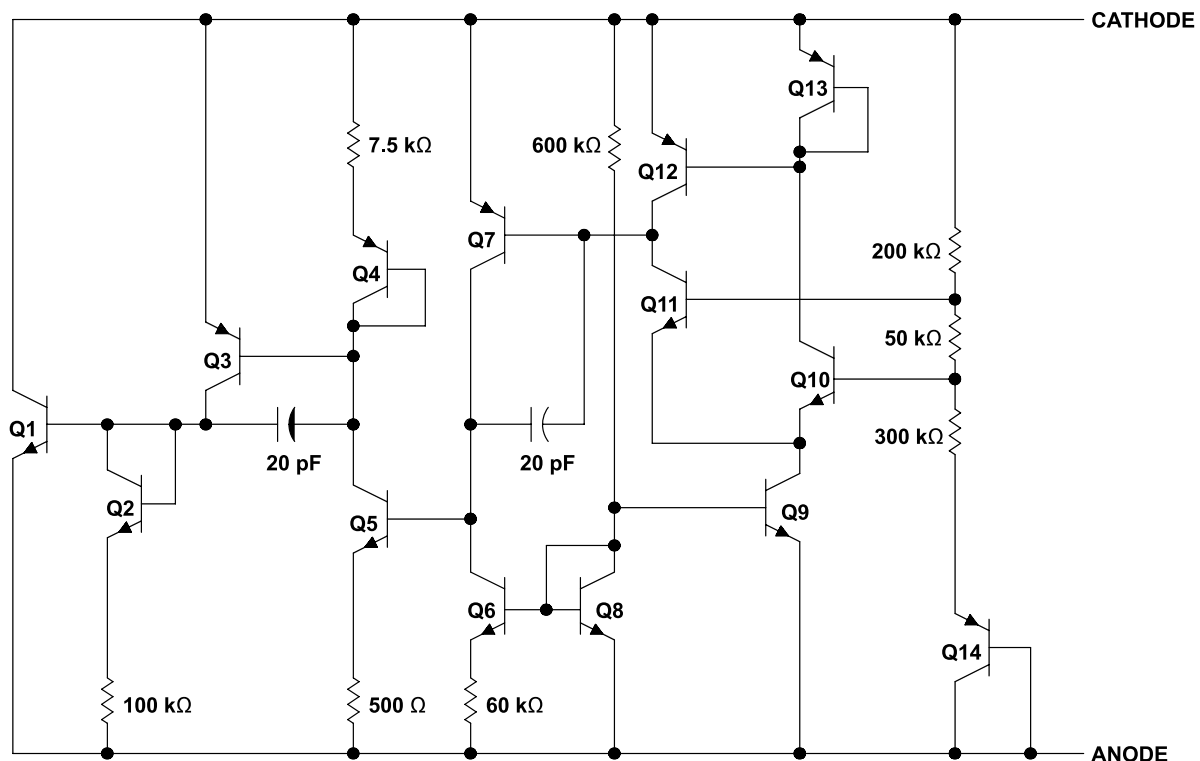 CATHODE
Q13
7.5 kΩ
600 kΩ
Q12
Q7
200 kΩ
Q4
Q11
50 kΩ
Q3
Q10
Q1
300 kΩ
20 pF
20 pF
Q2
Q5
Q9
Q6
Q8
Q14
100 kΩ
500 Ω
60 kΩ
ANODE